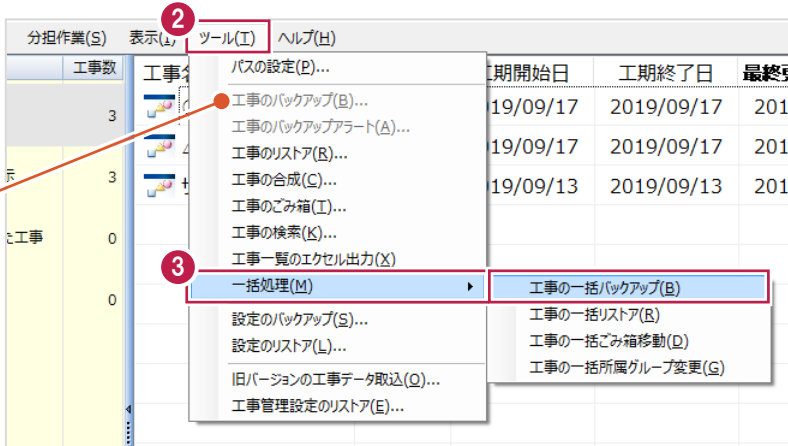 2
分担作業(S) 表示(I) ツール(T) ヘルプ(H)
工事数 工事名 工期開始日 工期終了日 最終更
パスの設定(P)...
工事のバックアップ(B)...
工事のバックアップアラート(A)...
工事のリストア(R)...
工事の合成(C)...
工事のごみ箱(T)...
工事の検索(K)...
工事一覧のエクセル出力(X)
3
一括処理(M)
設定のバックアップ(S)...
設定のリストア(L)...
旧バージョンの工事データ取込(O)...
工事管理設定のリストア(E)...
工事の一括バックアップ(B)
工事の一括リストア(R)
工事の一括ごみ箱移動(D)
工事の一括所属グループ変更(G)
3 19/09/17 2019/09/17 201
19/09/17 2019/09/17 201
示 3 19/09/13 2019/09/13 201
た工事 0
0